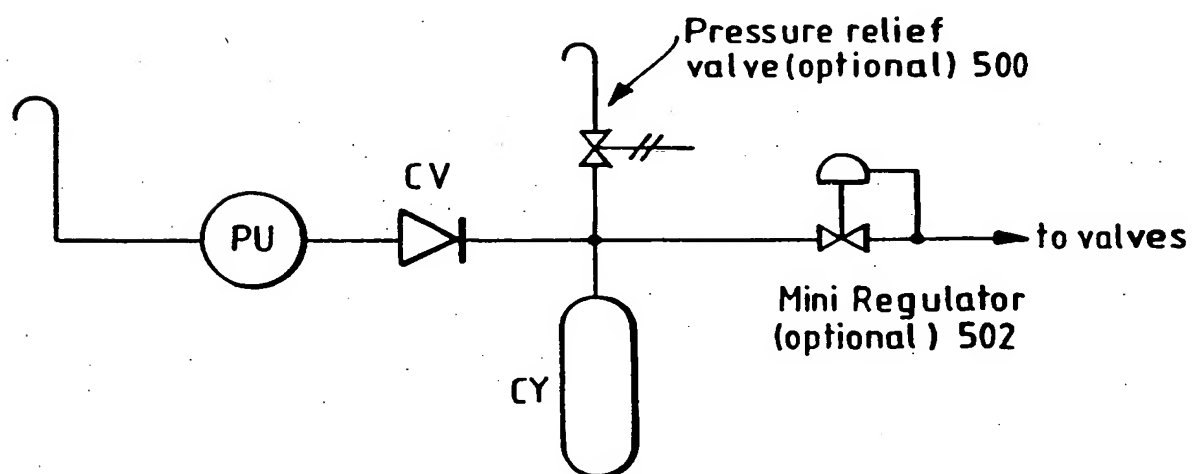 Pressure relief
valve (optional) 500
CV
PU
to valves
Mini Regulator
(optional) 502
CY